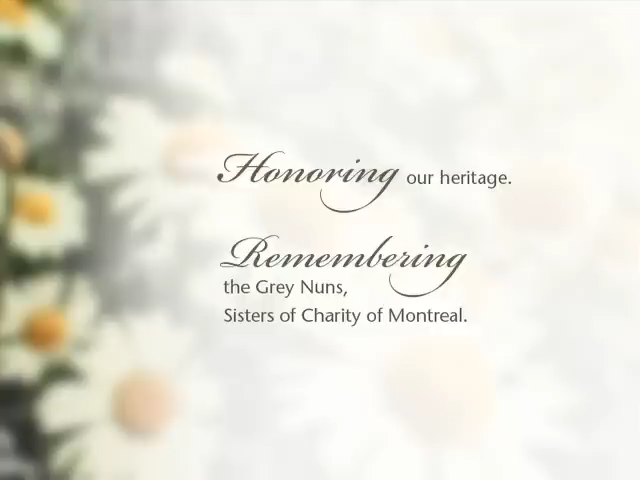 Honoring our heritage.
Remembering
the Grey Nuns,
Sisters of Charity of Montreal.